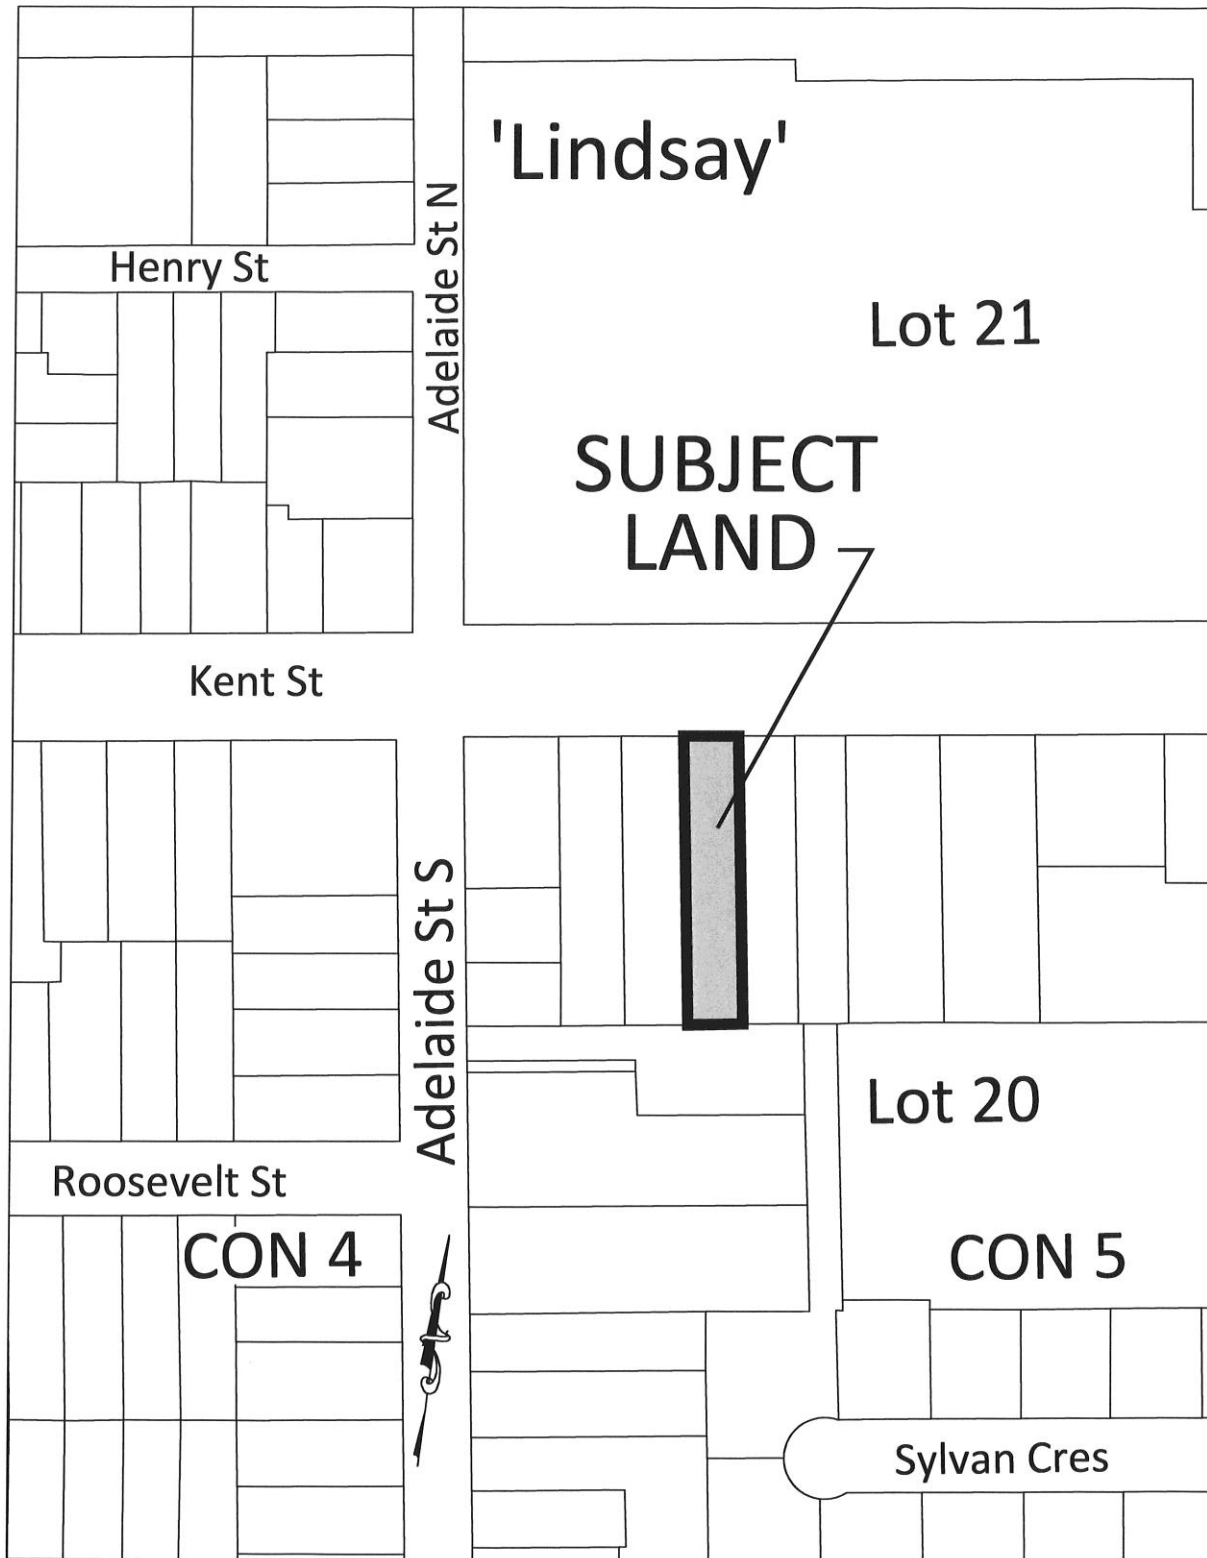 'Lindsay'
Adelaide St N
Henry St
Lot 21
SUBJECT
LAND
Kent St
Adelaide St S
Lot 20
Roosevelt St
CON 4
CON 5
Sylvan Cres